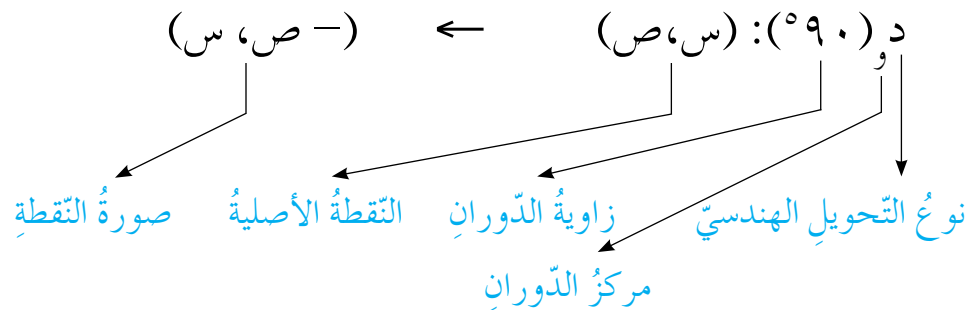 د و (٩٠°): (س، ص) ← (− ص، س)
نوعُ التّحويلِ الهندسيّ زاويةُ الدّورانِ النّقطةُ الأصليةُ صورةُ النّقطةِ
مركزُ الدّورانِ